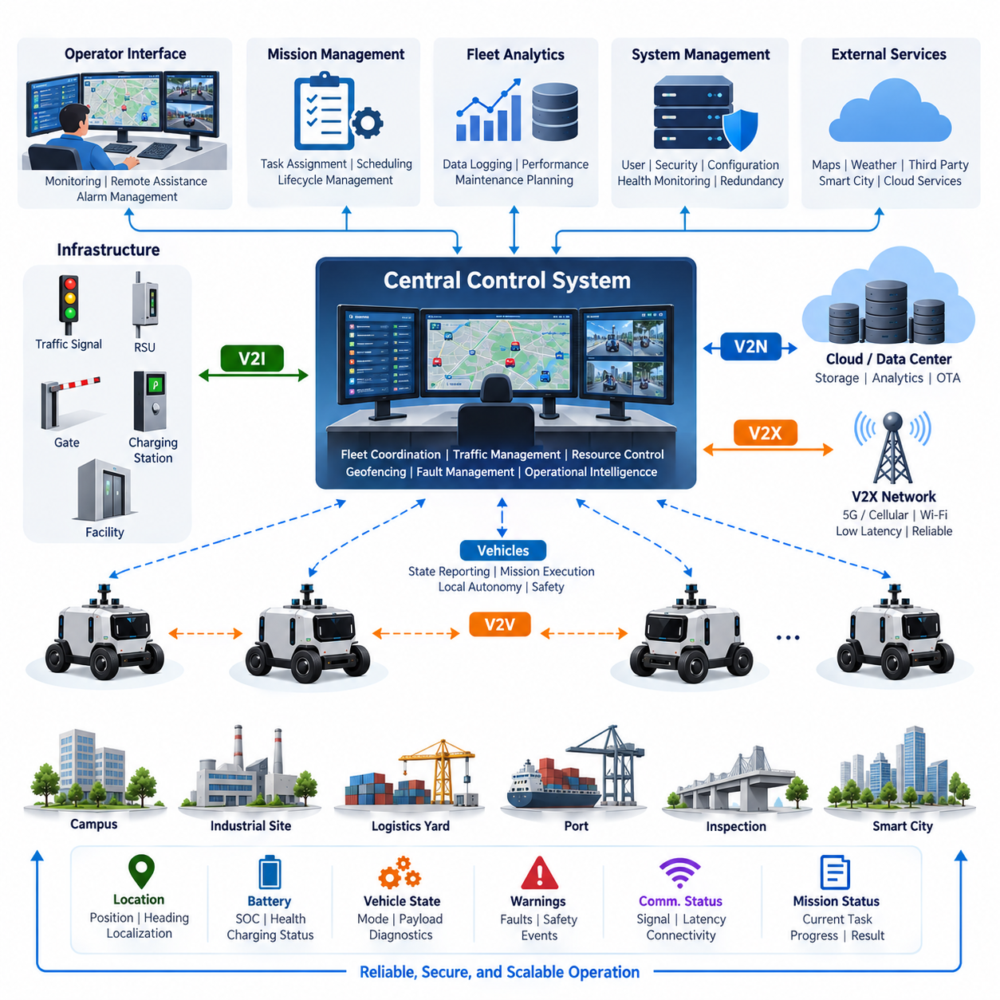 Operator Interface
Monitoring | Remote Assistance
Alarm Management
Mission Management
Task Assignment | Scheduling
Lifecycle Management
Fleet Analytics
Data Logging | Performance
Maintenance Planning
System Management
User | Security | Configuration
Health Monitoring | Redundancy
External Services
Maps | Weather | Third Party
Smart City | Cloud Services
Infrastructure
Traffic Signal
RSU
Gate
Charging
Station
Facility
V2I
Central Control System
Fleet Coordination | Traffic Management | Resource Control
Geofencing | Fault Management | Operational Intelligencce
V2N
Cloud / Data Center
Storage | Analytics | OTA
V2X
V2X Network
5G / Cellular | Wi-Fi
Low Latency | Reliable
Vehicles
State Reporting | Mission Execution
Local Autonomy | Safety
V2V
...
Campus
Industrial Site
Logistics Yard
Port
Inspection
Smart City
Location
Position | Heading
Localization
Battery
SOC | Health
Charging Status
Vehicle State
Mode | Payload
Diagnostics
Warnings
Faults | Safety
Events
Comm. Status
Signal | Latency
Connectivity
Mission Status
Current Task
Progress | Result
Reliable, Secure, and Scalable Operation